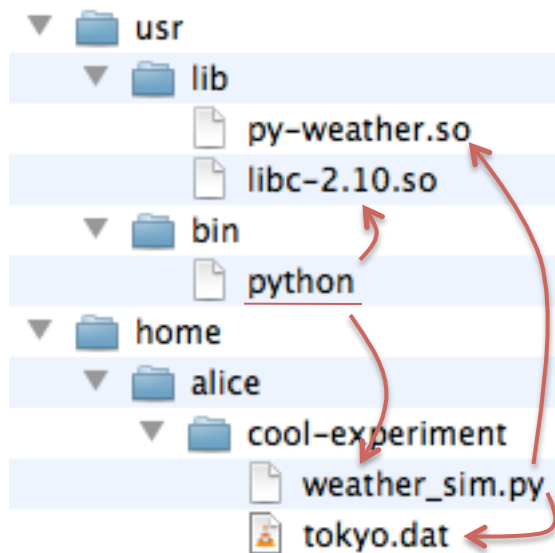 usr
lib
py-weather.so
libc-2.10.so
bin
python
home
alice
cool-experiment
weather_sim.py
tokyo.dat